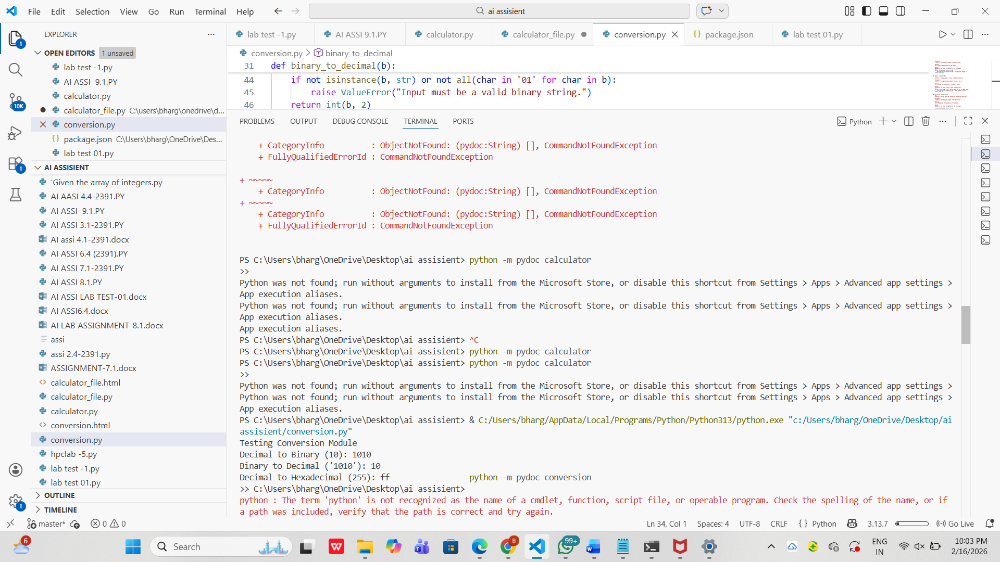 File Edit Selection View Go Run Terminal Help
ai assisient
EXPLORER
OPEN EDITORS 1 unsaved
lab test -1.py
AI ASSI 9.1.PY
calculator.py
calculator_file.py C:\users\bharg\onedrive\d...
conversion.py
package.json C:\Users\bharg\OneDrive\Des...
lab test 01.py
AI ASSISIENT
'Given the array of integers.py
AI AASI 4.4-2391.PY
AI ASSI 9.1.PY
AI ASSI 3.1-2391.PY
AI assi 4.1-2391.docx
AI ASSI 6.4 (2391).PY
AI ASSI 7.1-2391.PY
AI ASSI 8.1.PY
AI ASSI LAB TEST-01.docx
AI ASSI6.4.docx
AI LAB ASSIGNMENT-8.1.docx
assi
assi 2.4-2391.py
ASSIGNMENT-7.1.docx
calculator_file.html
calculator_file.py
calculator.py
conversion.html
conversion.py
hpclab -5.py
lab test -1.py
lab test 01.py
OUTLINE
TIMELINE
1
10K
1
1
lab test -1.py AI ASSI 9.1.PY calculator.py calculator_file.py conversion.py package.json lab test 01.py
conversion.py > binary_to_decimal
31 def binary_to_decimal(b):
44 if not isinstance(b, str) or not all(char in '01' for char in b):
45 raise ValueError("Input must be a valid binary string.")
46 return int(b, 2)
PROBLEMS OUTPUT DEBUG CONSOLE TERMINAL PORTS
Python
+ CategoryInfo : ObjectNotFound: (pydoc:String) [], CommandNotFoundException
+ FullyQualifiedErrorId : CommandNotFoundException
+ ~~~~~
+ CategoryInfo : ObjectNotFound: (pydoc:String) [], CommandNotFoundException
+ ~~~~~
+ CategoryInfo : ObjectNotFound: (pydoc:String) [], CommandNotFoundException
+ FullyQualifiedErrorId : CommandNotFoundException
PS C:\Users\bharg\OneDrive\Desktop\ai assisient> python -m pydoc calculator
>>
Python was not found; run without arguments to install from the Microsoft Store, or disable this shortcut from Settings > Apps > Advanced app settings >
App execution aliases.
Python was not found; run without arguments to install from the Microsoft Store, or disable this shortcut from Settings > Apps > Advanced app settings >
App execution aliases.
App execution aliases.
PS C:\Users\bharg\OneDrive\Desktop\ai assisient> ^C
PS C:\Users\bharg\OneDrive\Desktop\ai assisient> python -m pydoc calculator
PS C:\Users\bharg\OneDrive\Desktop\ai assisient> python -m pydoc calculator
>>
Python was not found; run without arguments to install from the Microsoft Store, or disable this shortcut from Settings > Apps > Advanced app settings >
Python was not found; run without arguments to install from the Microsoft Store, or disable this shortcut from Settings > Apps > Advanced app settings >
App execution aliases.
PS C:\Users\bharg\OneDrive\Desktop\ai assisient> & C:/Users/bharg/AppData/Local/Programs/Python/Python313/python.exe "c:/Users/bharg/OneDrive/Desktop/ai
assisient/conversion.py"
Testing Conversion Module
Decimal to Binary (10): 1010
Binary to Decimal ('1010'): 10
Decimal to Hexadecimal (255): ff python -m pydoc conversion
>> C:\Users\bharg\OneDrive\Desktop\ai assisient>
python : The term 'python' is not recognized as the name of a cmdlet, function, script file, or operable program. Check the spelling of the name, or if
a path was included, verify that the path is correct and try again.
master* 0 0 Ln 34, Col 1 Spaces: 4 UTF-8 CRLF { } Python 3.13.7 Go Live
6 Search B 99+ ENG IN 10:03 PM 2/16/2026